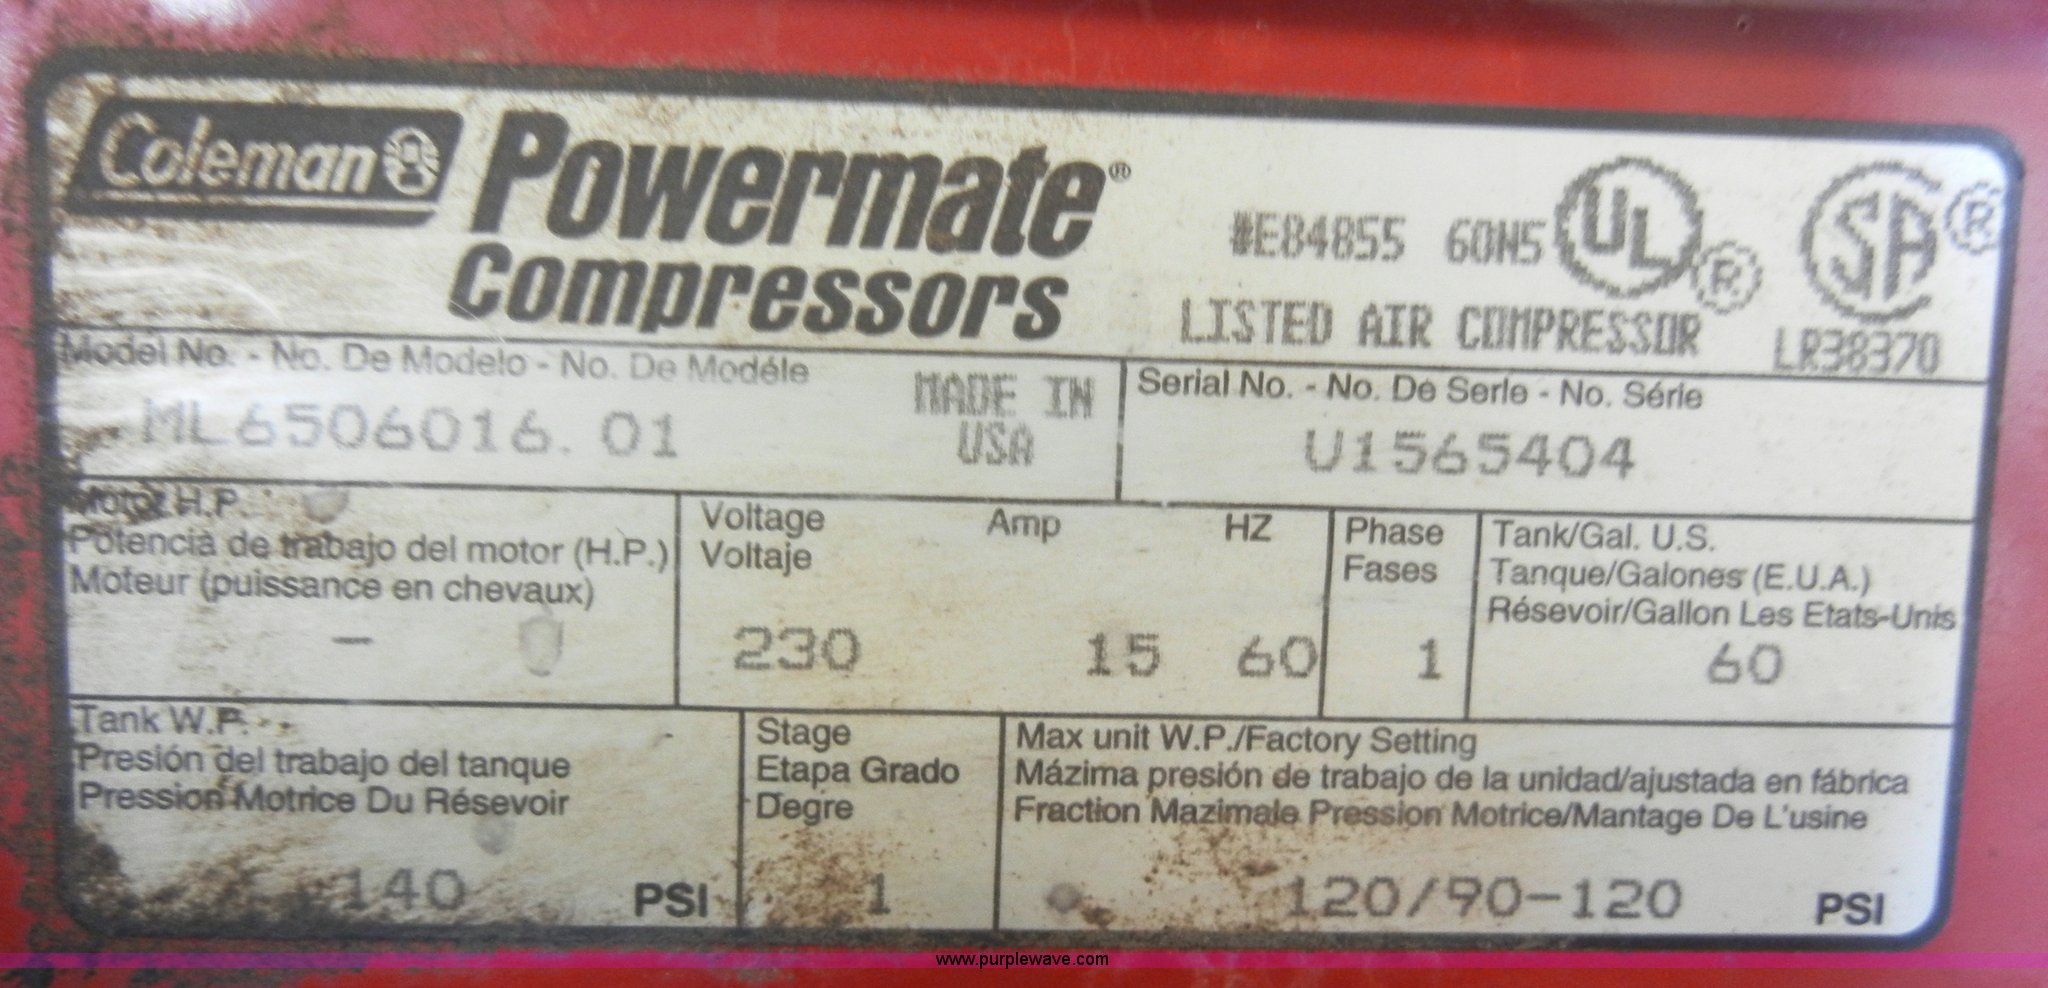 Coleman Powermate®
Compressors
#E84855 60N5 UL®
SA®
LISTED AIR COMPRESSOR LR38370
Model No. - No. De Modelo - No. De Modéle
ML6506016.01
MADE IN
USA
Serial No. - No. De Serie - No. Série
U1565404
Motor H.P.
Potencia de trabajo del motor (H.P.)
Moteur (puissance en chevaux)
-
Voltage Amp HZ
Voltaje
230 15 60
Phase
Fases
1
Tank/Gal. U.S.
Tanque/Galones (E.U.A.)
Résevoir/Gallon Les Etats-Unis
60
Tank W.P.
Presión del trabajo del tanque
Pression Motrice Du Résevoir
140 PSI
Stage
Etapa Grado
Degre
1
Max unit W.P./Factory Setting
Mázima presión de trabajo de la unidad/ajustada en fábrica
Fraction Mazimale Pression Motrice/Mantage De L'usine
120/90-120 PSI
www.purplewave.com